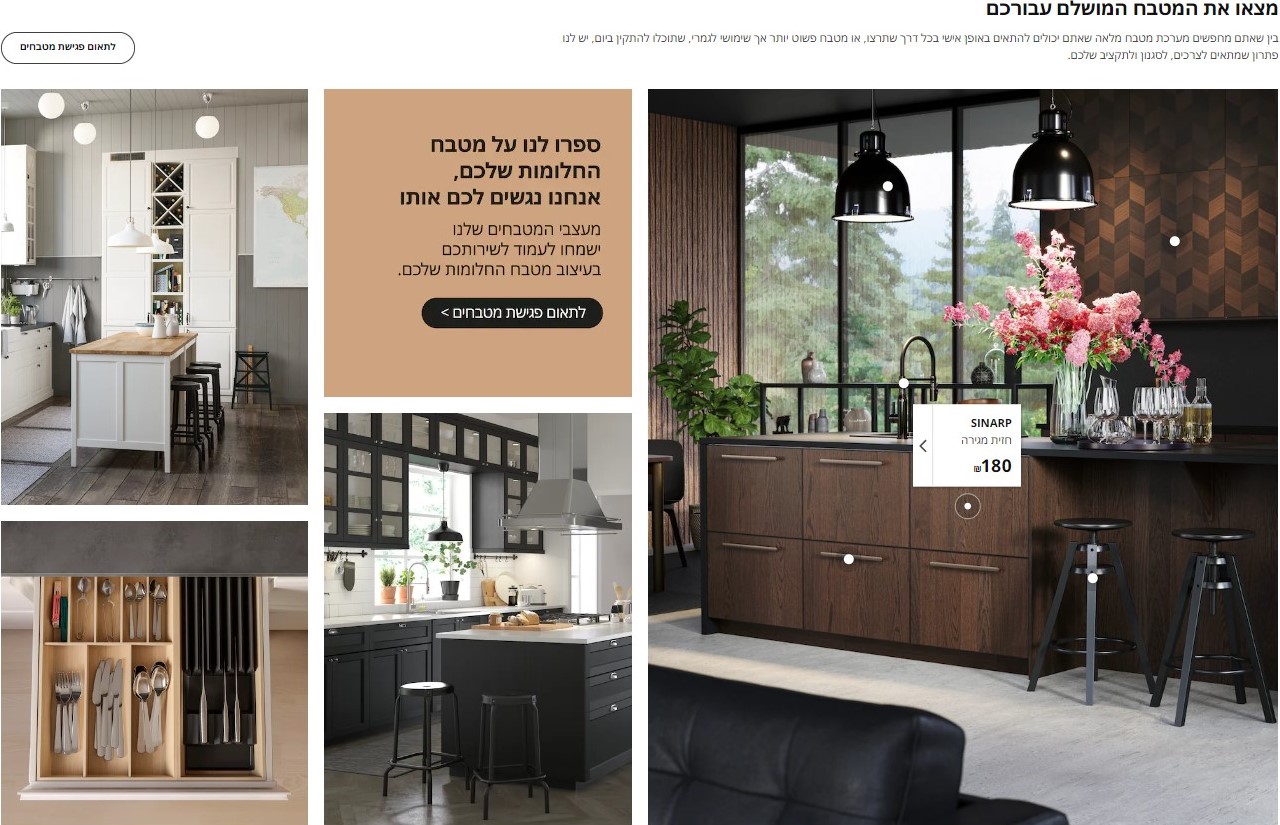 מצאו את המטבח המושלם עבורכם
בין שאתם מחפשים מערכת מטבח מלאה שאתם יכולים להתאים באופן אישי בכל דרך שתרצו, או מטבח פשוט יותר אך שימושי לגמרי, שתוכלו להתקין ביום, יש לנו
פתרון שמתאים לצרכים, לסגנון ולתקציב שלכם.
לתאום פגישת מטבחים
ספרו לנו על מטבח
החלומות שלכם,
אנחנו נגשים לכם אותו
מעצבי המטבחים שלנו
ישמחו לעמוד לשירותכם
בעיצוב מטבח החלומות שלכם.
לתאום פגישת מטבחים >
SINARP
חזית מגירה
₪180